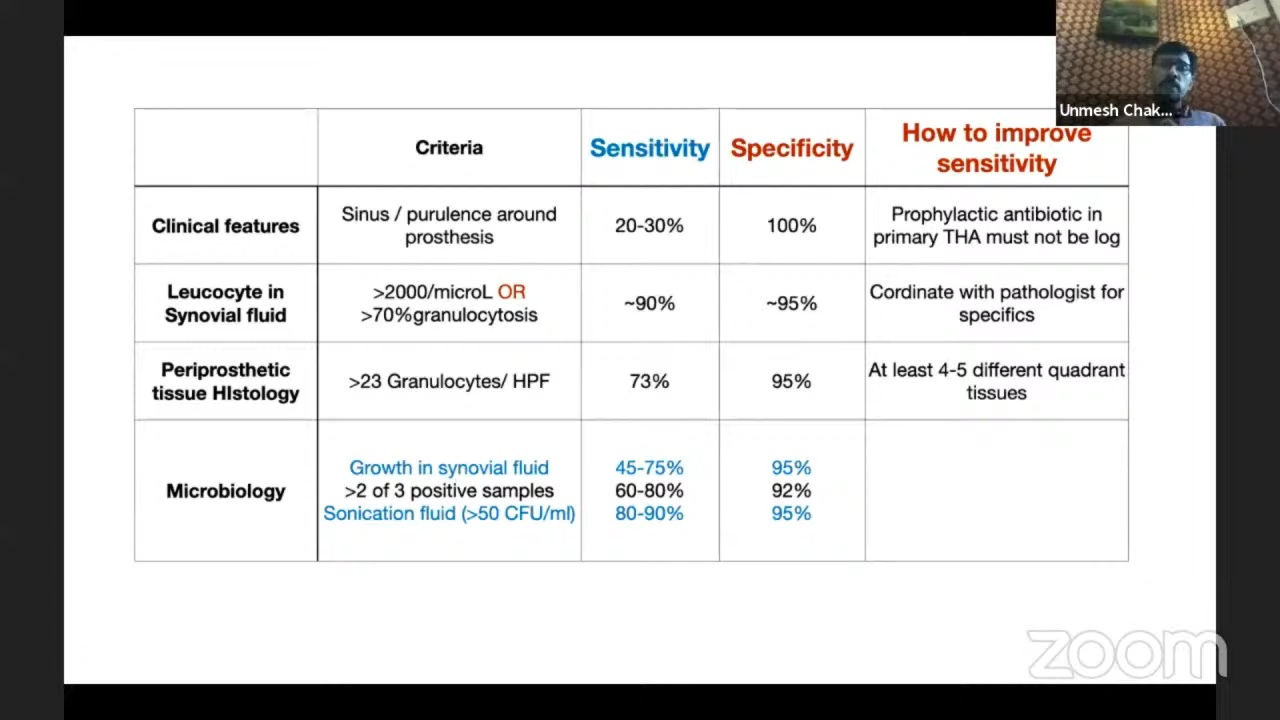 Unmesh Chak...
Criteria
Sensitivity
Specificity
How to improve
sensitivity
Clinical features
Sinus / purulence around
prosthesis
20-30%
100%
Prophylactic antibiotic in
primary THA must not be log
Leucocyte in
Synovial fluid
>2000/microL OR
>70%granulocytosis
~90%
~95%
Cordinate with pathologist for
specifics
Periprosthetic
tissue HIstology
>23 Granulocytes/ HPF
73%
95%
At least 4-5 different quadrant
tissues
Microbiology
Growth in synovial fluid
>2 of 3 positive samples
Sonication fluid (>50 CFU/ml)
45-75%
60-80%
80-90%
95%
92%
95%
zoom